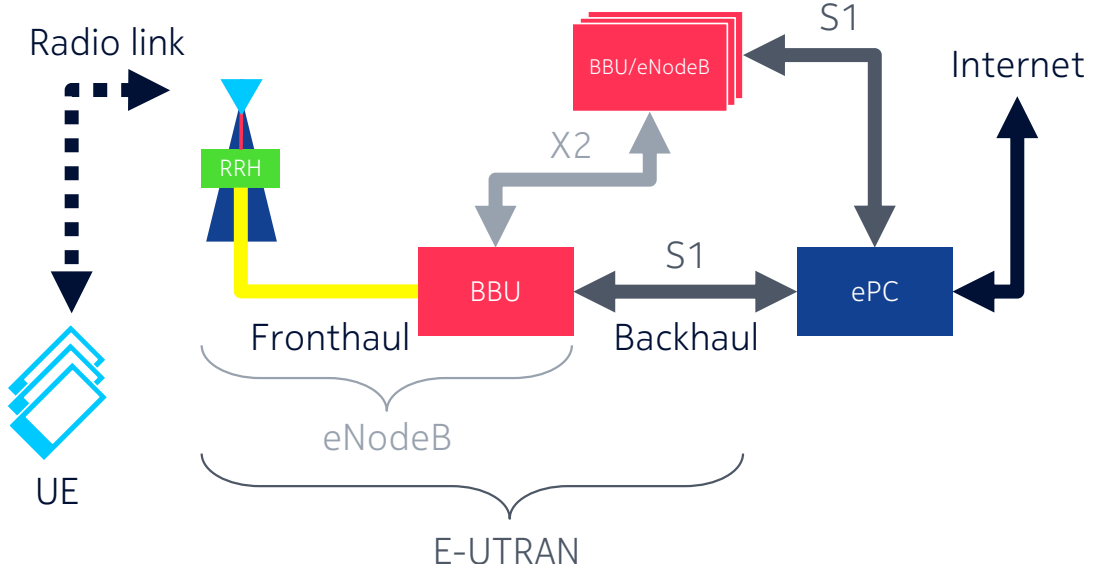 S1
Radio link
Internet
BBU/eNodeB
X2
RRH
S1
BBU
ePC
Fronthaul
Backhaul
eNodeB
UE
E-UTRAN